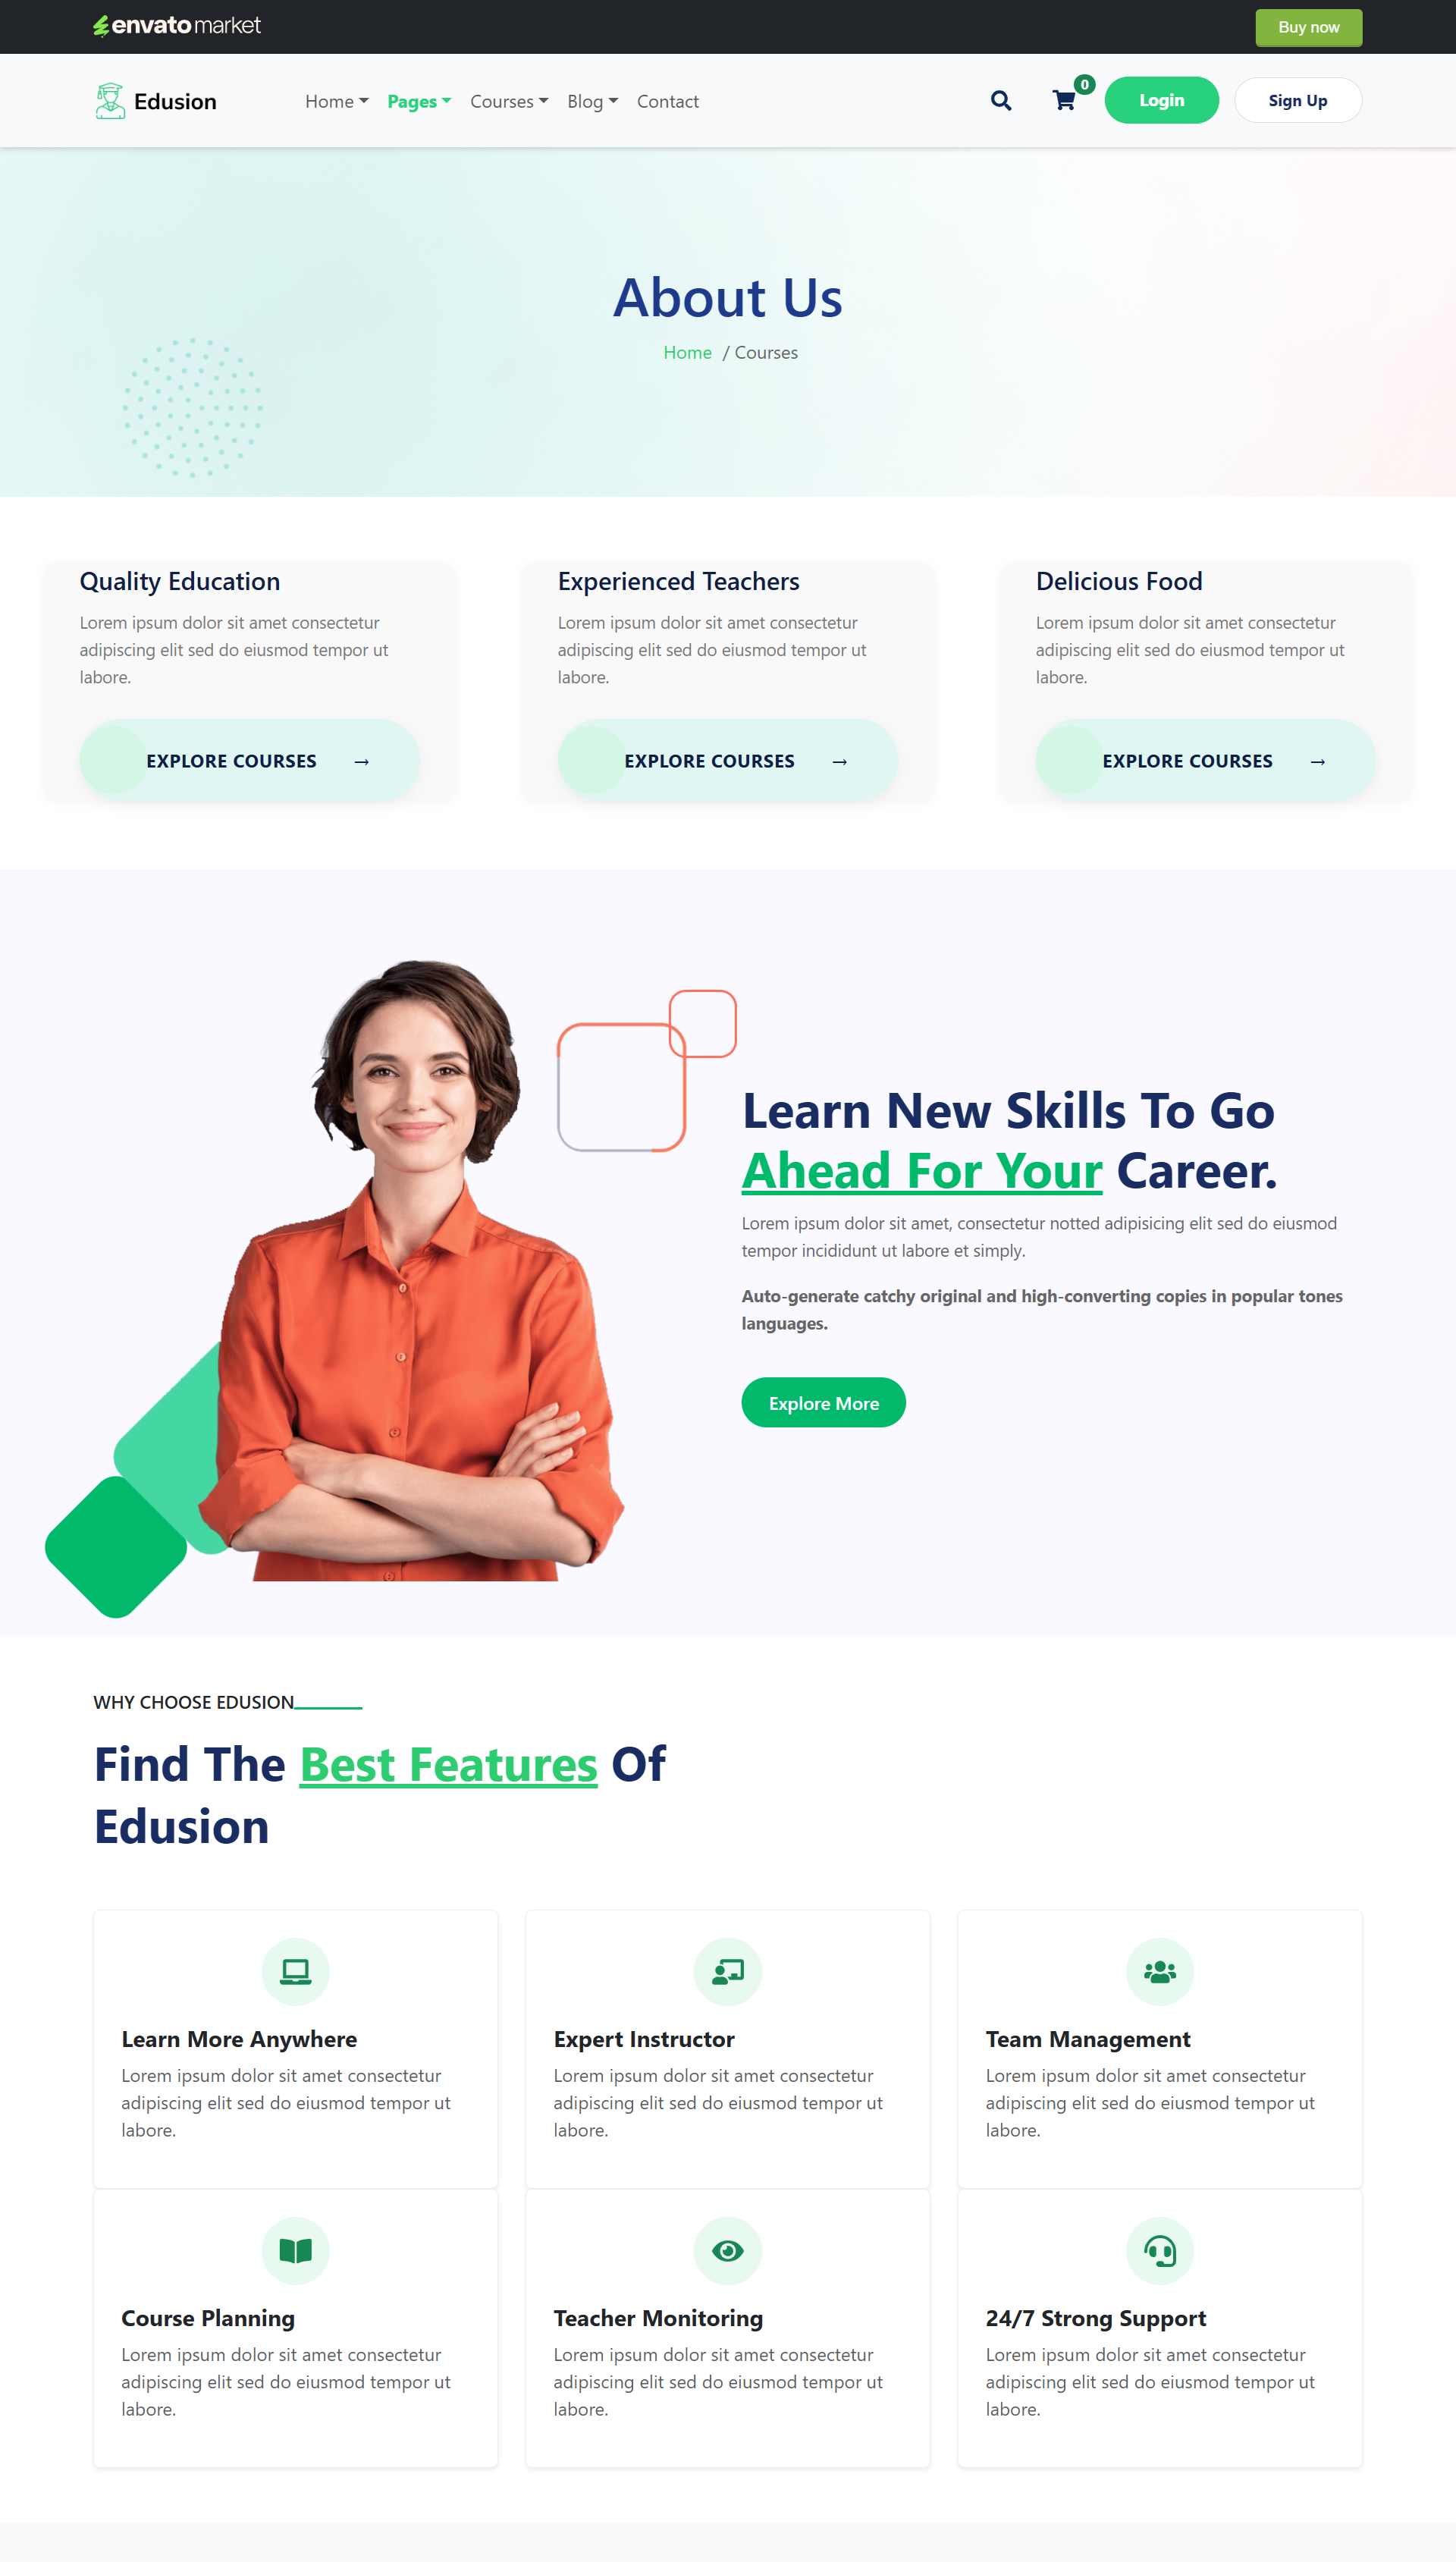 envato market
Buy now
Edusion
Home Pages Courses Blog Contact
0
Login
Sign Up
About Us
Home / Courses
Quality Education
Lorem ipsum dolor sit amet consectetur
adipiscing elit sed do eiusmod tempor ut
labore.
EXPLORE COURSES →
Experienced Teachers
Lorem ipsum dolor sit amet consectetur
adipiscing elit sed do eiusmod tempor ut
labore.
EXPLORE COURSES →
Delicious Food
Lorem ipsum dolor sit amet consectetur
adipiscing elit sed do eiusmod tempor ut
labore.
EXPLORE COURSES →
Learn New Skills To Go
Ahead For Your Career.
Lorem ipsum dolor sit amet, consectetur notted adipisicing elit sed do eiusmod
tempor incididunt ut labore et simply.
Auto-generate catchy original and high-converting copies in popular tones
languages.
Explore More
WHY CHOOSE EDUSION
Find The Best Features Of
Edusion
Learn More Anywhere
Lorem ipsum dolor sit amet consectetur
adipiscing elit sed do eiusmod tempor ut
labore.
Expert Instructor
Lorem ipsum dolor sit amet consectetur
adipiscing elit sed do eiusmod tempor ut
labore.
Team Management
Lorem ipsum dolor sit amet consectetur
adipiscing elit sed do eiusmod tempor ut
labore.
Course Planning
Lorem ipsum dolor sit amet consectetur
adipiscing elit sed do eiusmod tempor ut
labore.
Teacher Monitoring
Lorem ipsum dolor sit amet consectetur
adipiscing elit sed do eiusmod tempor ut
labore.
24/7 Strong Support
Lorem ipsum dolor sit amet consectetur
adipiscing elit sed do eiusmod tempor ut
labore.